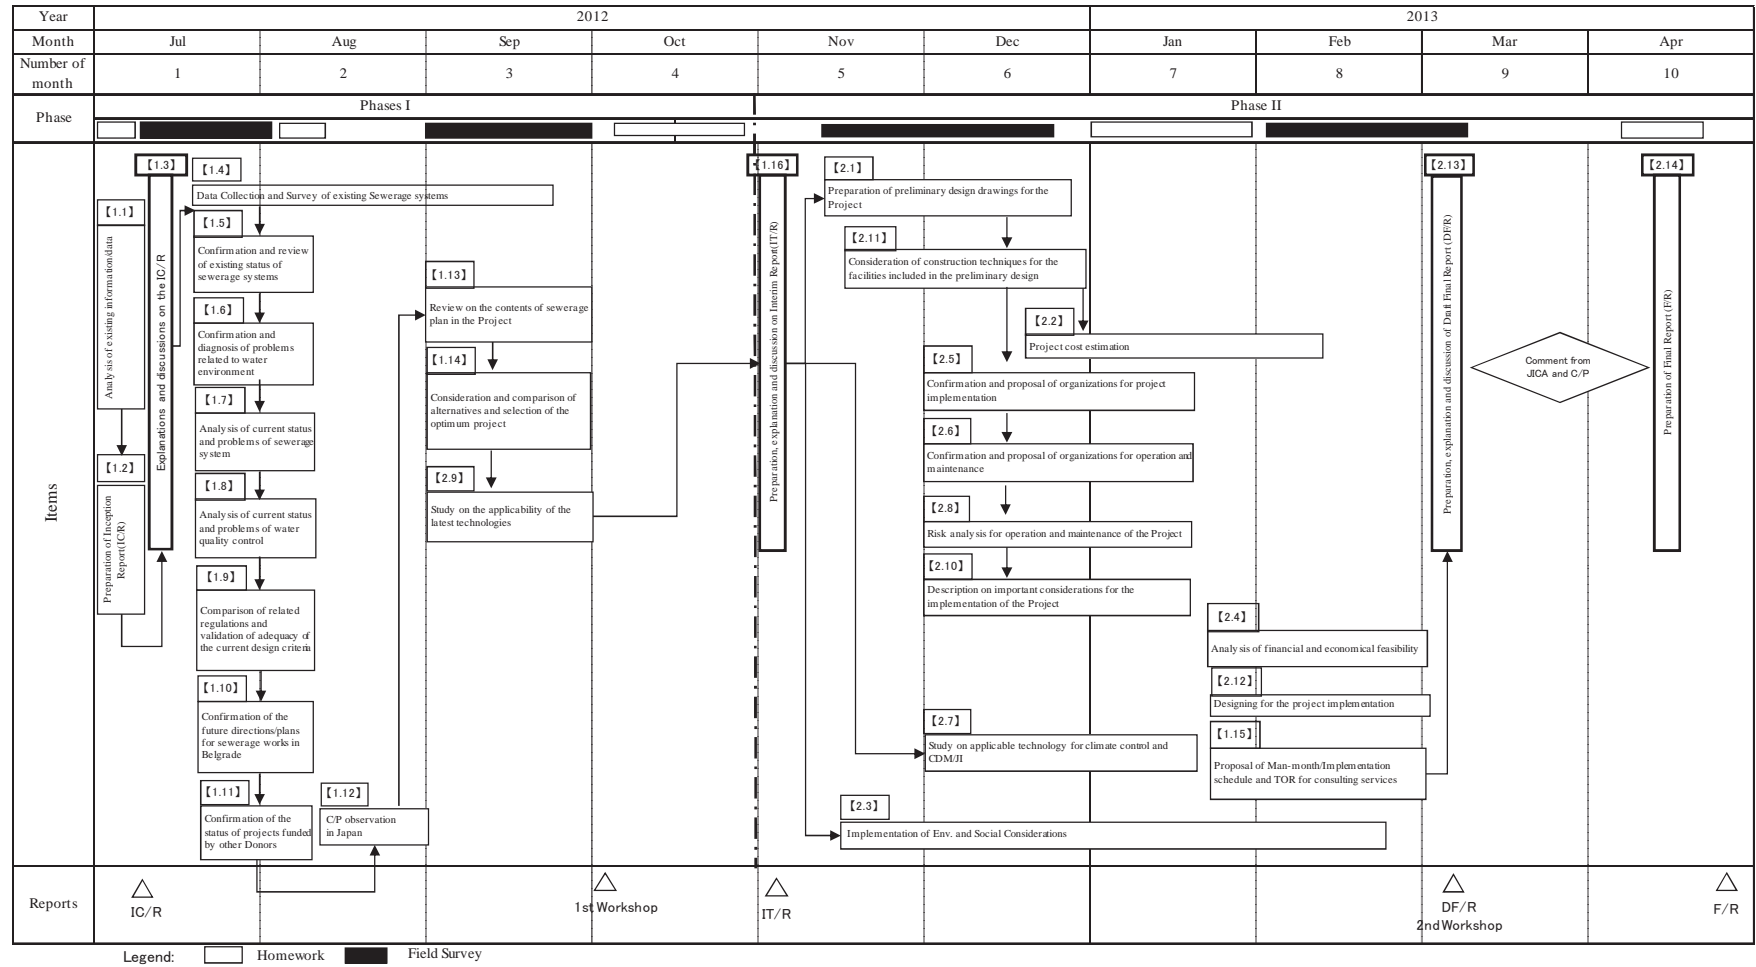 Year
2012
2013
Month
Jul
Aug
Sep
Oct
Nov
Dec
Jan
Feb
Mar
Apr
Number of
month
1
2
3
4
5
6
7
8
9
10
Phase
Phases I
Phase II
Items
【1.1】
Analysis of existing information/data
【1.2】
Preparation of Inception
Report(IC/R)
【1.3】
Explanations and discussions on the IC/R
【1.4】
Data Collection and Survey of existing Sewerage systems
【1.5】
Confirmation and review
of existing status of
sewerage systems
【1.6】
Confirmation and
diagnosis of problems
related to water
environment
【1.7】
Analysis of current status
and problems of sewerage
system
【1.8】
Analysis of current status
and problems of water
quality control
【1.9】
Comparison of related
regulations and
validation of adequacy of
the current design criteria
【1.10】
Confirmation of the
future directions/plans
for sewerage works in
Belgrade
【1.11】
Confirmation of the
status of projects funded
by other Donors
【1.12】
C/P observation
in Japan
【1.13】
Review on the contents of sewerage
plan in the Project
【1.14】
Consideration and comparison of
alternatives and selection of the
optimum project
【2.9】
Study on the applicability of the
latest technologies
【1.16】
Preparation, explanation and discussion on Interim Report(IT/R)
【2.1】
Preparation of preliminary design drawings for the
Project
【2.11】
Consideration of construction techniques for the
facilities included in the preliminary design
【2.2】
Project cost estimation
【2.5】
Confirmation and proposal of organizations for project
implementation
【2.6】
Confirmation and proposal of organizations for operation and
maintenance
【2.8】
Risk analysis for operation and maintenance of the Project
【2.10】
Description on important considerations for the
implementation of the Project
【2.4】
Analysis of financial and economical feasibility
【2.12】
Designing for the project implementation
【1.15】
Proposal of Man-month/Implementation
schedule and TOR for consulting services
【2.7】
Study on applicable technology for climate control and
CDM/JI
【2.3】
Implementation of Env. and Social Considerations
【2.13】
Preparation, explanation and discussion of Draft Final Report (DF/R)
Comment from
JICA and C/P
【2.14】
Preparation of Final Report (F/R)
Reports
IC/R
1st Workshop
IT/R
DF/R
2nd Workshop
F/R
Legend:
Homework
Field Survey